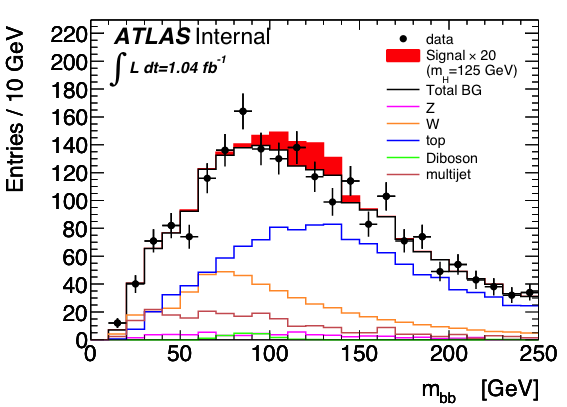 ATLAS Internal
∫ L dt=1.04 fb⁻¹
data
Signal × 20
(m_H=125 GeV)
Total BG
Z
W
top
Diboson
multijet
Entries / 10 GeV
220
200
180
160
140
120
100
80
60
40
20
0
0 50 100 150 200 250
m_bb [GeV]